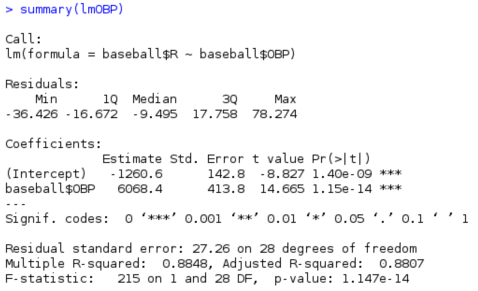 > summary(lmOBP)
Call:
lm(formula = baseball$R ~ baseball$OBP)
Residuals:
    Min      1Q  Median      3Q     Max
-36.426 -16.672  -9.495  17.758  78.274
Coefficients:
             Estimate Std. Error t value Pr(>|t|)
(Intercept)   -1260.6      142.8  -8.827 1.40e-09 ***
baseball$OBP   6068.4      413.8  14.665 1.15e-14 ***
---
Signif. codes:  0 ‘***’ 0.001 ‘**’ 0.01 ‘*’ 0.05 ‘.’ 0.1 ‘ ’ 1
Residual standard error: 27.26 on 28 degrees of freedom
Multiple R-squared:  0.8848, Adjusted R-squared:  0.8807
F-statistic:   215 on 1 and 28 DF,  p-value: 1.147e-14